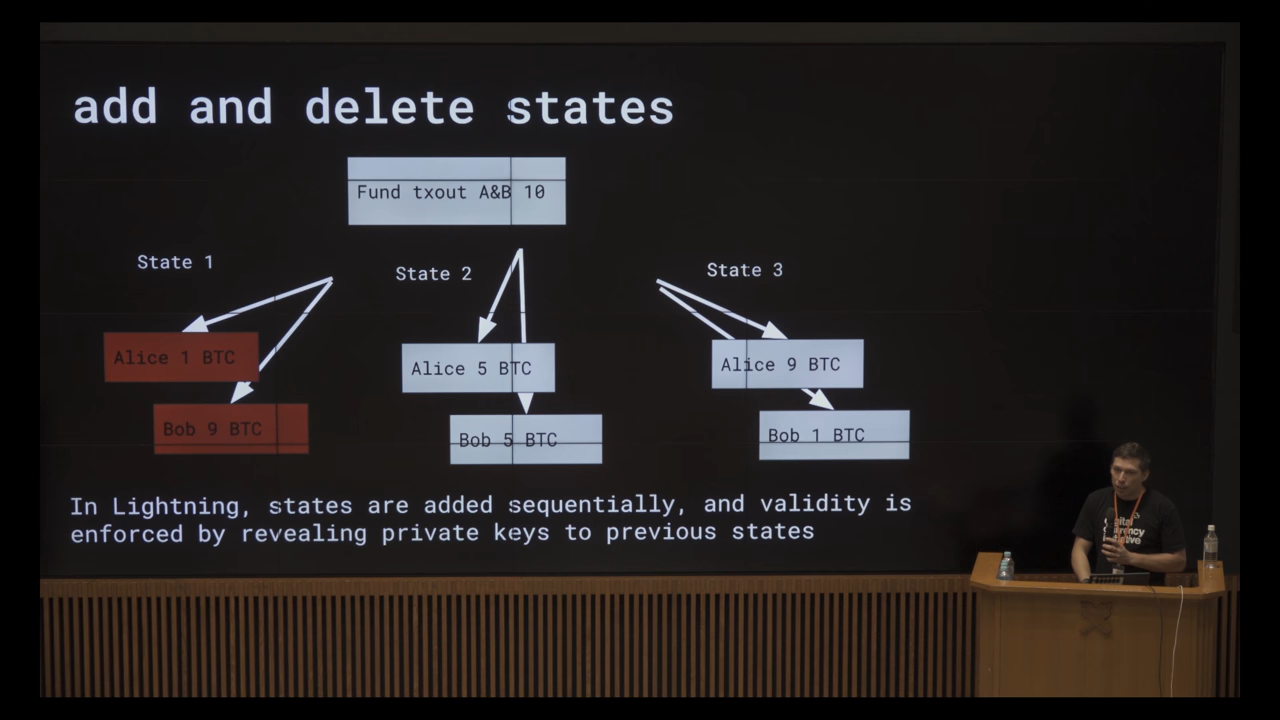 add and delete states
Fund txout A&B 10
State 1
State 2
State 3
Alice 1 BTC
Bob 9 BTC
Alice 5 BTC
Bob 5 BTC
Alice 9 BTC
Bob 1 BTC
In Lightning, states are added sequentially, and validity is
enforced by revealing private keys to previous states